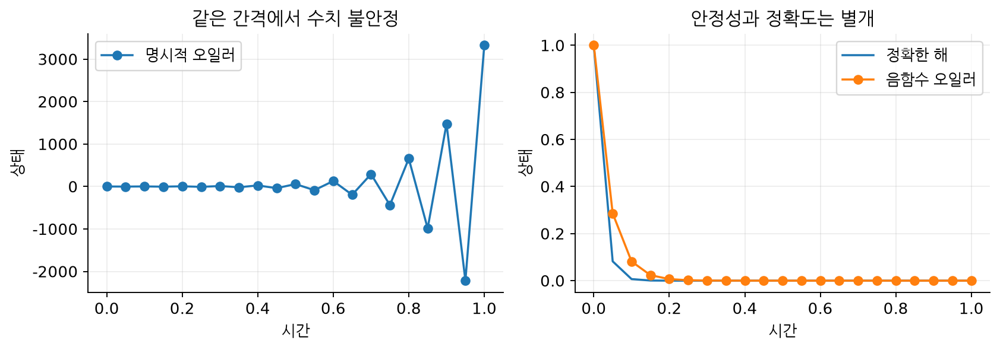 같은 간격에서 수치 불안정
명시적 오일러
3000
2000
1000
0
-1000
-2000
상태
0.0 0.2 0.4 0.6 0.8 1.0
시간
안정성과 정확도는 별개
정확한 해
음함수 오일러
1.0
0.8
0.6
0.4
0.2
0.0
상태
0.0 0.2 0.4 0.6 0.8 1.0
시간